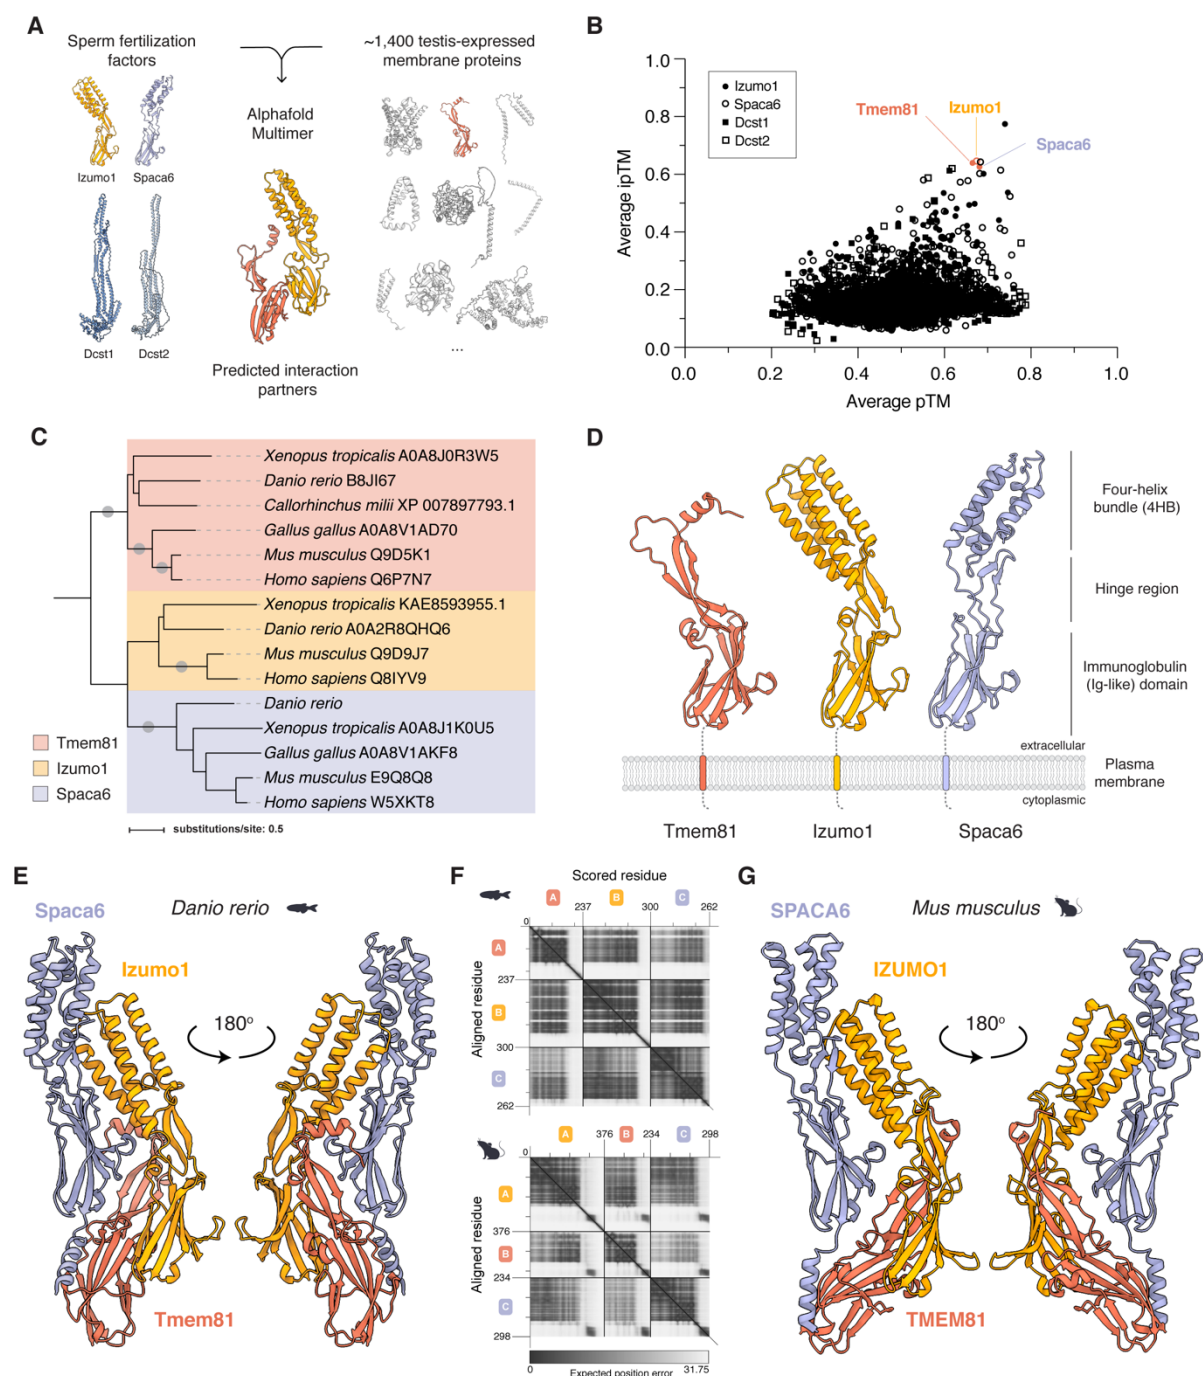 A
Sperm fertilization
factors
~1,400 testis-expressed
membrane proteins
Alphafold
Multimer
Izumo1
Spaca6
Dcst1
Dcst2
Predicted interaction
partners
...
B
Average ipTM
1.0
0.8
0.6
0.4
0.2
0.0
Izumo1
Spaca6
Dcst1
Dcst2
Tmem81
Izumo1
Spaca6
0.0
0.2
0.4
0.6
0.8
1.0
Average pTM
C
Xenopus tropicalis A0A8J0R3W5
Danio rerio B8JI67
Callorhinchus milii XP 007897793.1
Gallus gallus A0A8V1AD70
Mus musculus Q9D5K1
Homo sapiens Q6P7N7
Xenopus tropicalis KAE8593955.1
Danio rerio A0A2R8QHQ6
Mus musculus Q9D9J7
Homo sapiens Q8IYV9
Danio rerio
Xenopus tropicalis A0A8J1K0U5
Gallus gallus A0A8V1AKF8
Mus musculus E9Q8Q8
Homo sapiens W5XKT8
Tmem81
Izumo1
Spaca6
substitutions/site: 0.5
D
Four-helix
bundle (4HB)
Hinge region
Immunoglobulin
(Ig-like) domain
extracellular
Plasma
membrane
cytoplasmic
Tmem81
Izumo1
Spaca6
E
Spaca6
Danio rerio
Izumo1
180º
Tmem81
F
Scored residue
A
B
C
0
237
300
262
Aligned residue
A
237
B
300
C
262
A
B
C
0
376
234
298
Aligned residue
A
376
B
234
C
298
0
31.75
Expected position error
G
SPACA6
Mus musculus
IZUMO1
180º
TMEM81